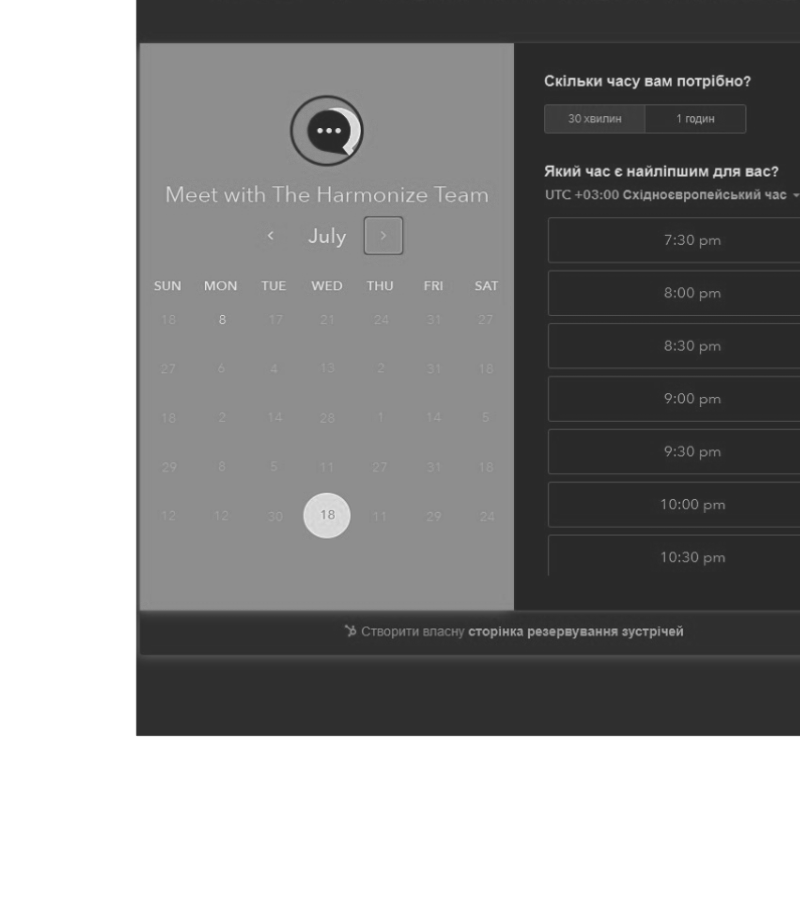 Meet with The Harmonize Team
July
SUN MON TUE WED THU FRI SAT
18 8 17 21 24 31 27
27 6 4 13 2 31 18
18 2 14 28 1 14 5
29 6 5 11 27 31 18
12 12 30 18 11 29 24
Скільки часу вам потрібно?
30 хвилин 1 годин
Який час є найліпшим для вас?
UTC +03:00 Східноєвропейський час
7:30 pm
8:00 pm
8:30 pm
9:00 pm
9:30 pm
10:00 pm
10:30 pm
Створити власну сторінка резервування зустрічей